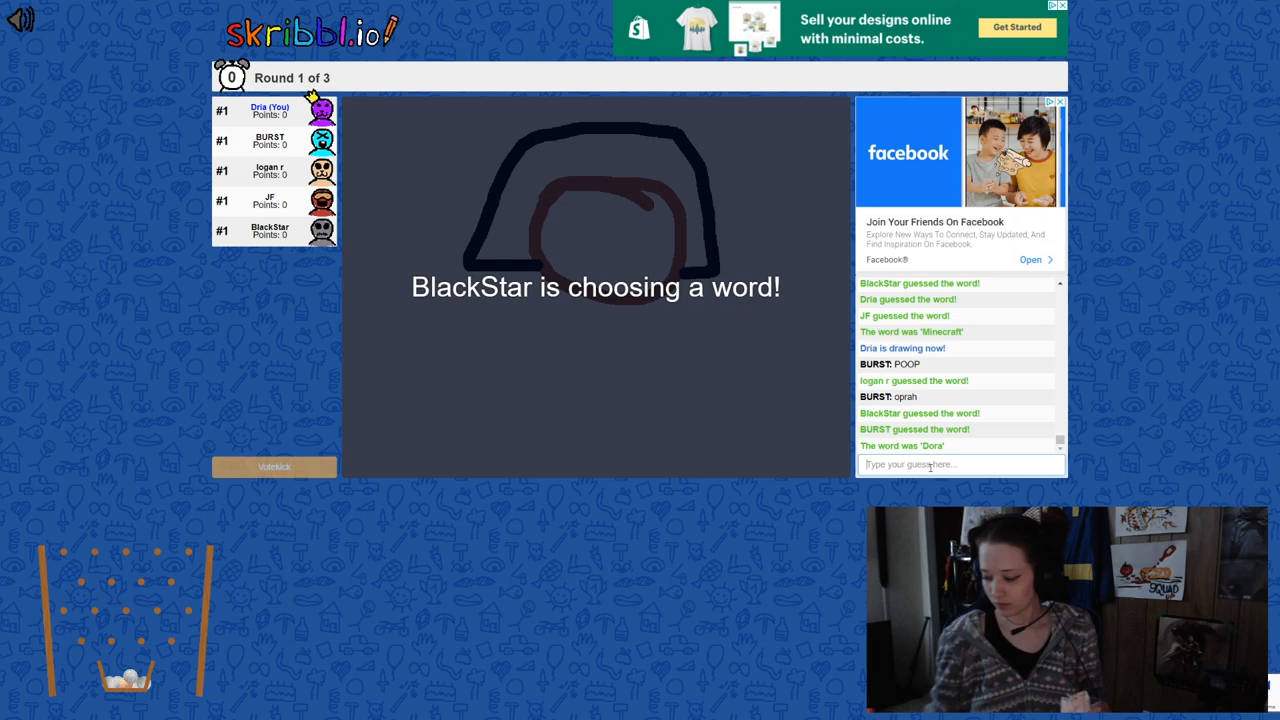 skribbl.io
Sell your designs online
with minimal costs.
Get Started
0
Round 1 of 3
#1
Dria (You)
Points: 0
#1
BURST
Points: 0
#1
logan r
Points: 0
#1
JF
Points: 0
#1
BlackStar
Points: 0
Votekick
BlackStar is choosing a word!
facebook
Join Your Friends On Facebook
Explore New Ways To Connect, Stay Updated, And
Find Inspiration On Facebook.
Facebook®
Open
BlackStar guessed the word!
Dria guessed the word!
JF guessed the word!
The word was 'Minecraft'
Dria is drawing now!
BURST: POOP
logan r guessed the word!
BURST: oprah
BlackStar guessed the word!
BURST guessed the word!
The word was 'Dora'
Type your guess here...
SQUAD